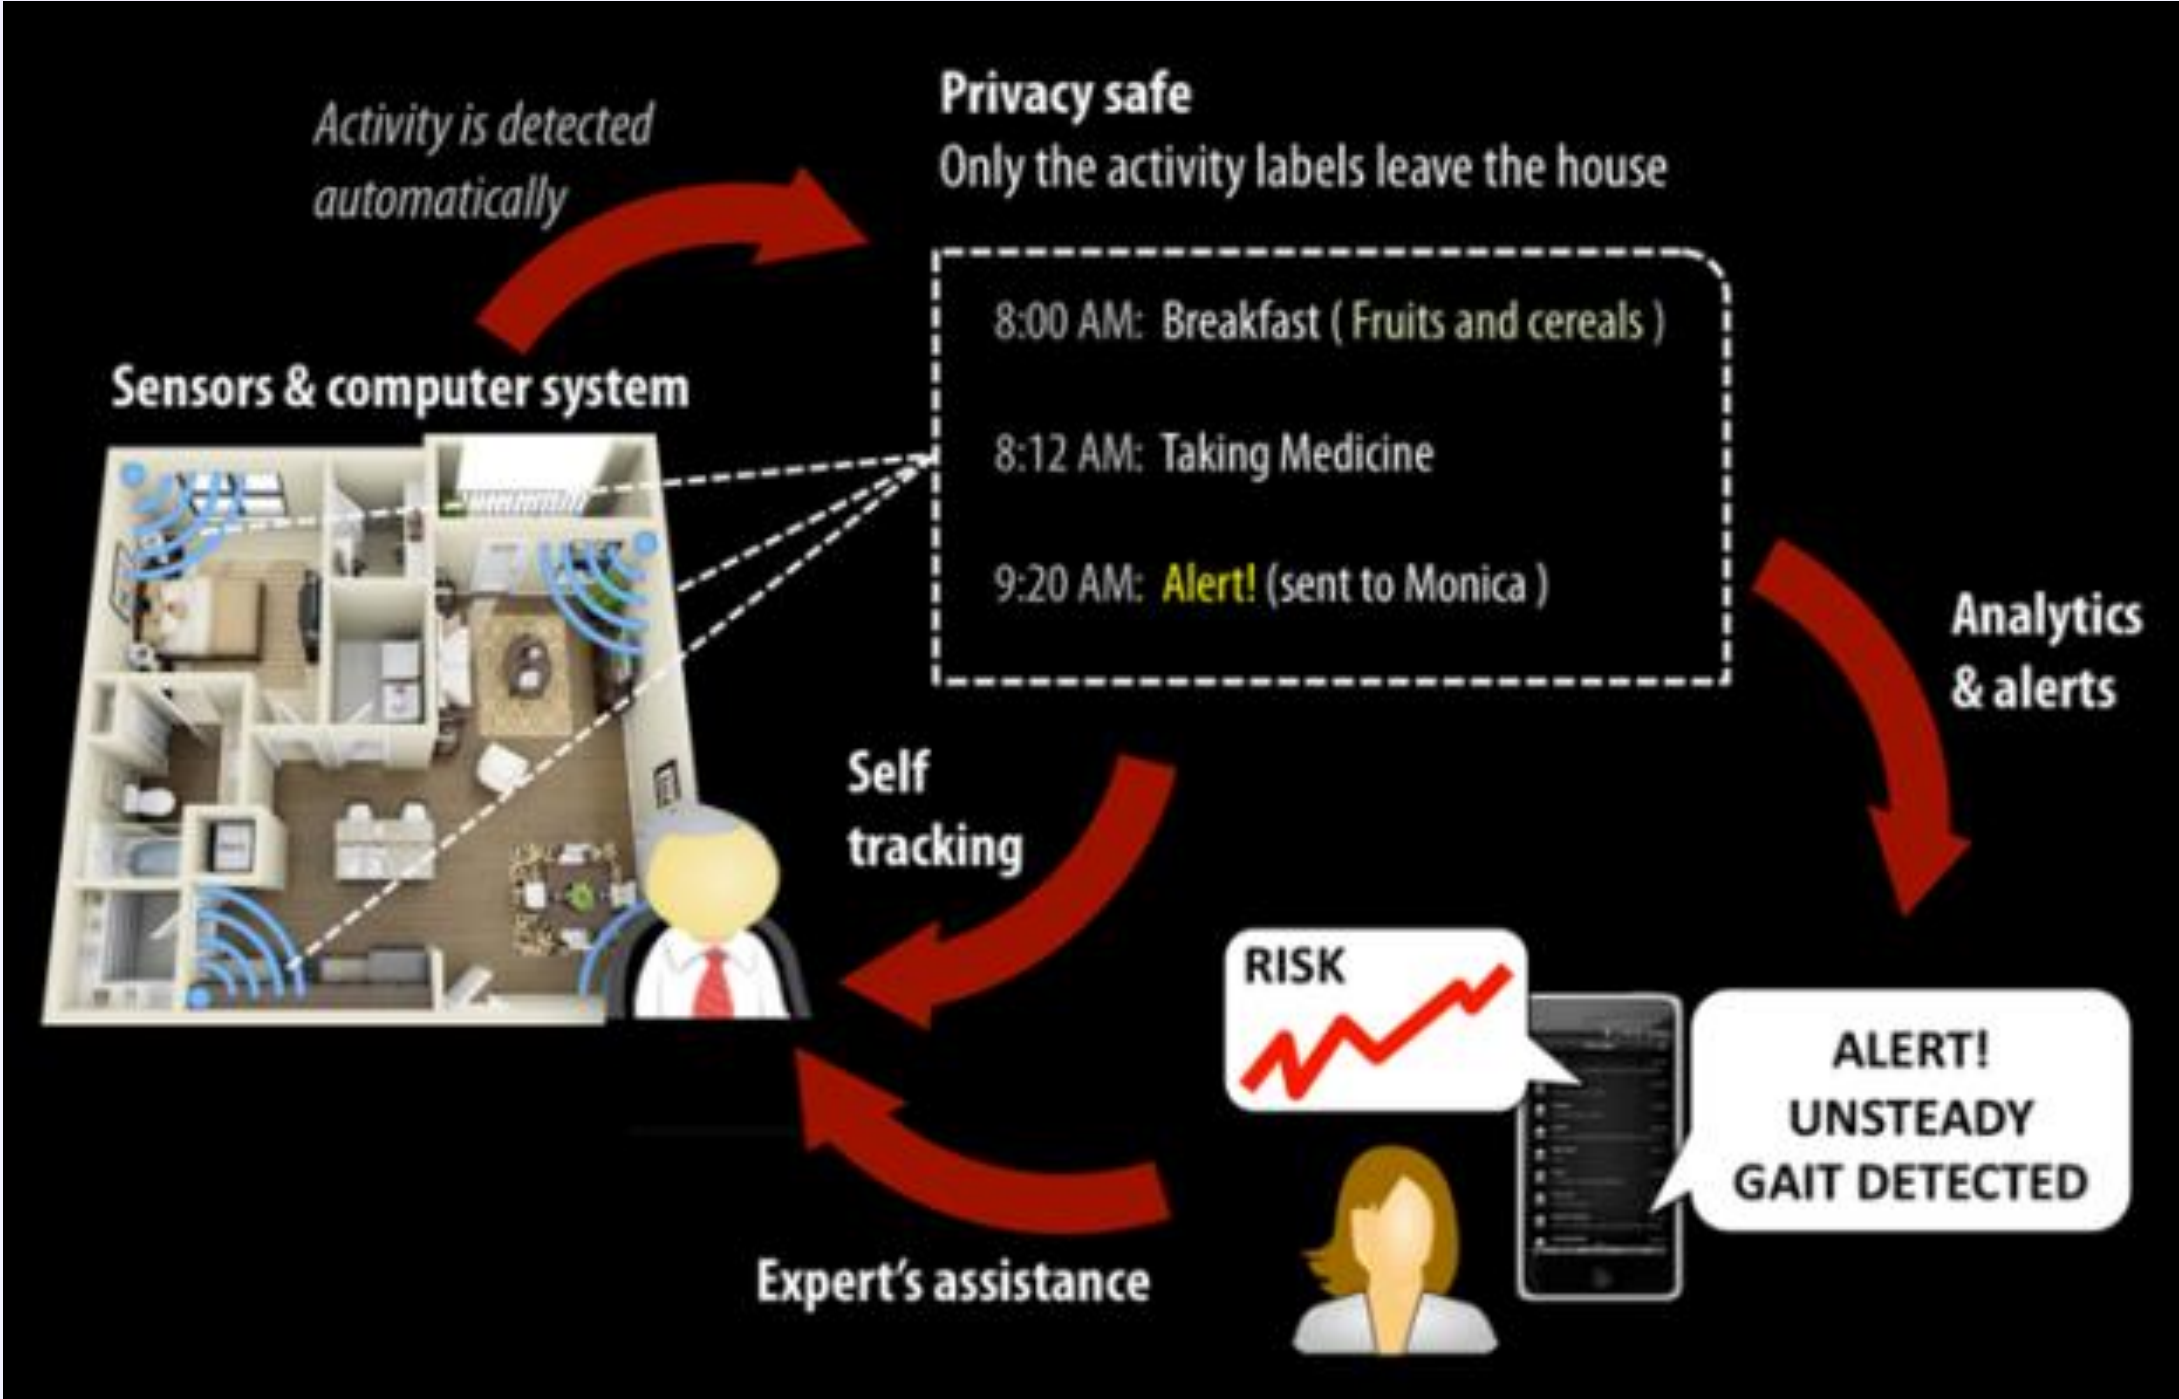 Activity is detected
automatically
Privacy safe
Only the activity labels leave the house
8:00 AM: Breakfast ( Fruits and cereals )
8:12 AM: Taking Medicine
9:20 AM: Alert! (sent to Monica )
Sensors & computer system
Analytics
& alerts
Self
tracking
RISK
ALERT!
UNSTEADY
GAIT DETECTED
Expert's assistance